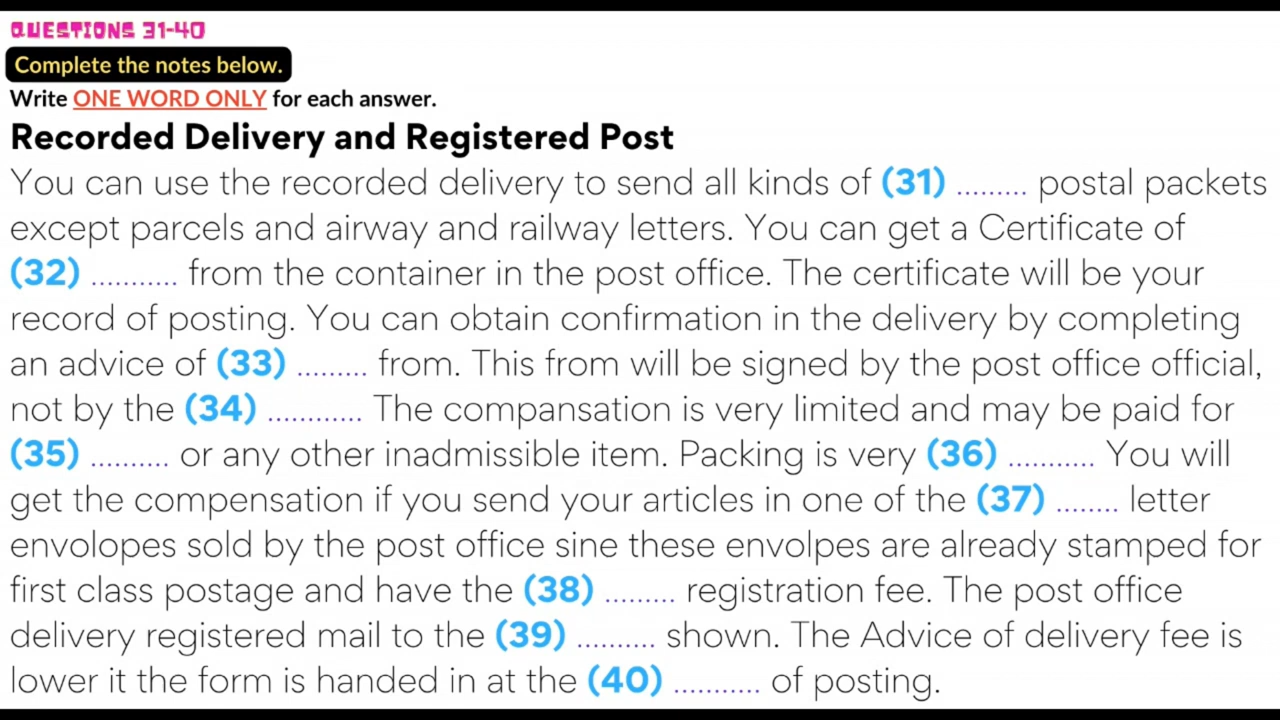 QUESTIONS 31-40
Complete the notes below.
Write ONE WORD ONLY for each answer.
Recorded Delivery and Registered Post
You can use the recorded delivery to send all kinds of (31) ......... postal packets
except parcels and airway and railway letters. You can get a Certificate of
(32) ........... from the container in the post office. The certificate will be your
record of posting. You can obtain confirmation in the delivery by completing
an advice of (33) ......... from. This from will be signed by the post office official,
not by the (34) ............ The compansation is very limited and may be paid for
(35) .......... or any other inadmissible item. Packing is very (36) ........... You will
get the compensation if you send your articles in one of the (37) ........ letter
envolopes sold by the post office sine these envolpes are already stamped for
first class postage and have the (38) ......... registration fee. The post office
delivery registered mail to the (39) .......... shown. The Advice of delivery fee is
lower it the form is handed in at the (40) ........... of posting.